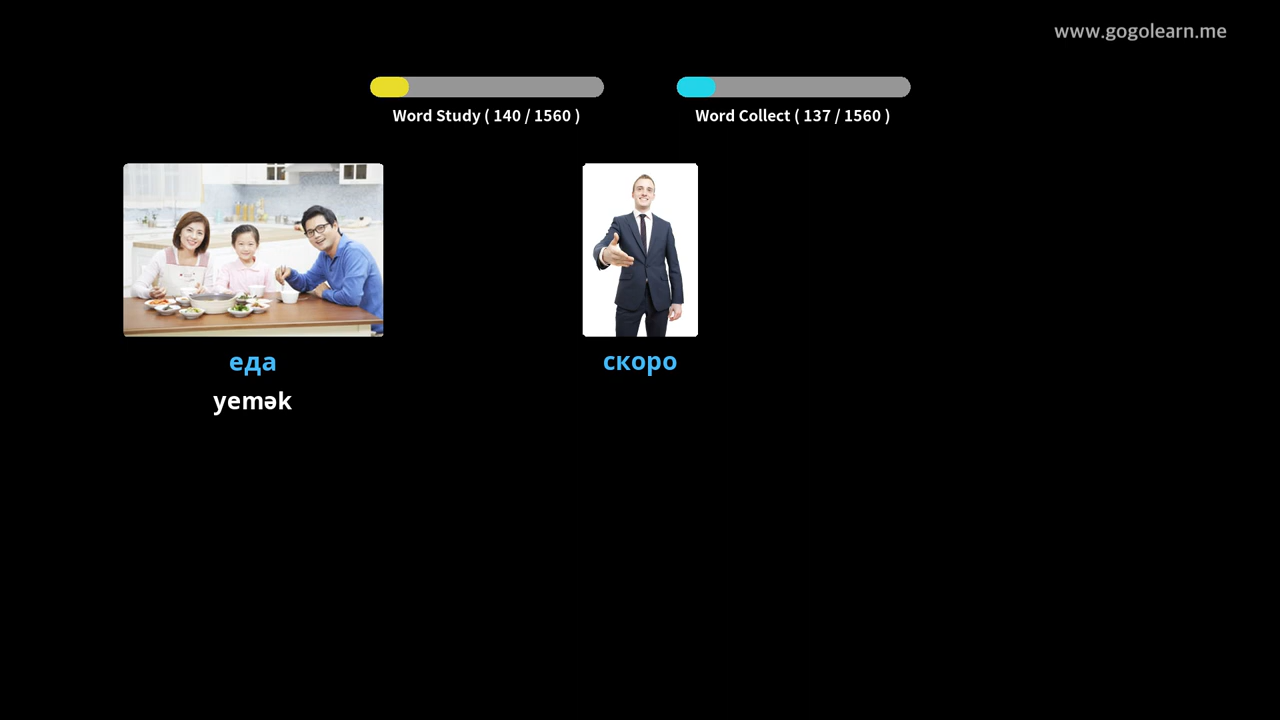 www.gogolearn.me
Word Study ( 140 / 1560 )
Word Collect ( 137 / 1560 )
еда
скоро
yemək